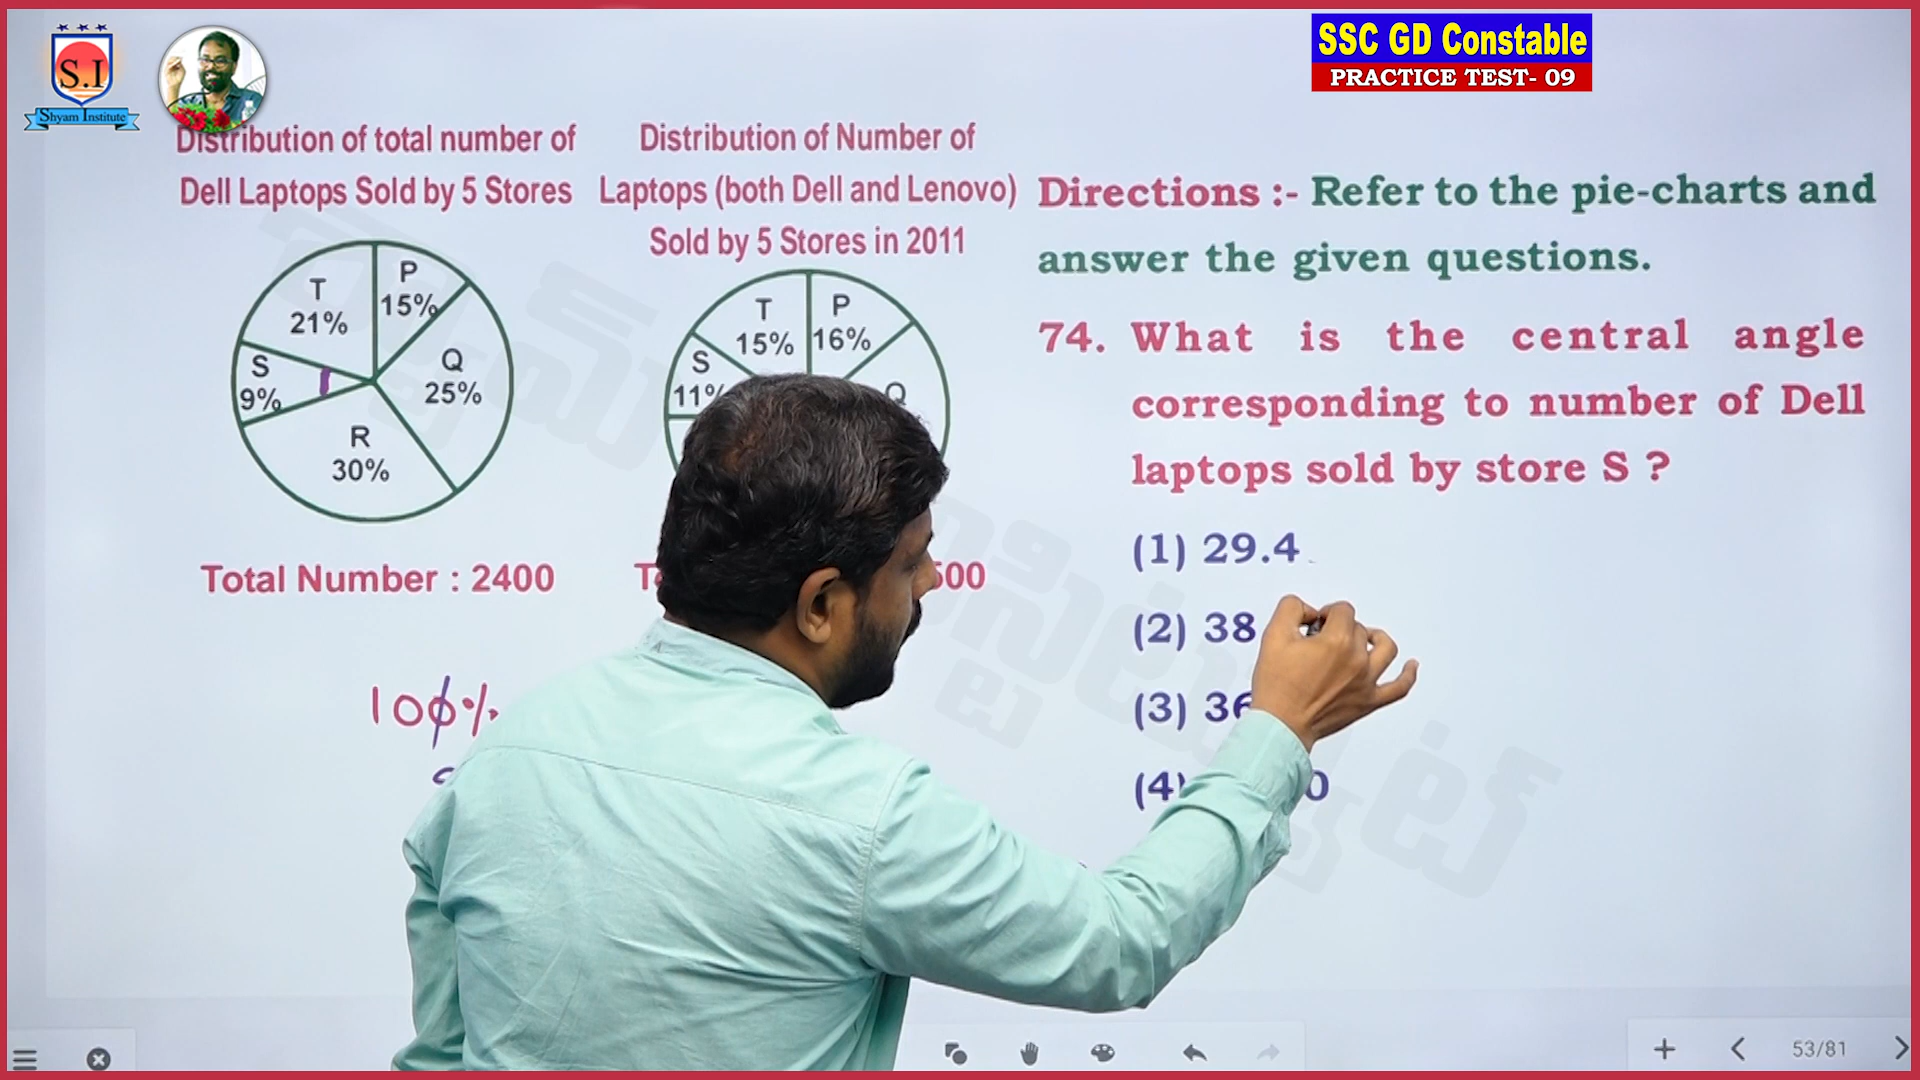 S.I
Shyam Institute
SSC GD Constable
PRACTICE TEST- 09
Distribution of total number of
Dell Laptops Sold by 5 Stores
T
21%
P
15%
S
9%
Q
25%
R
30%
Total Number : 2400
100%
Distribution of Number of
Laptops (both Dell and Lenovo)
Sold by 5 Stores in 2011
T
15%
P
16%
S
11%
Q
Directions :- Refer to the pie-charts and
answer the given questions.
74. What is the central angle
corresponding to number of Dell
laptops sold by store S ?
(1) 29.4
(2) 38
(3) 36
(4)
53/81